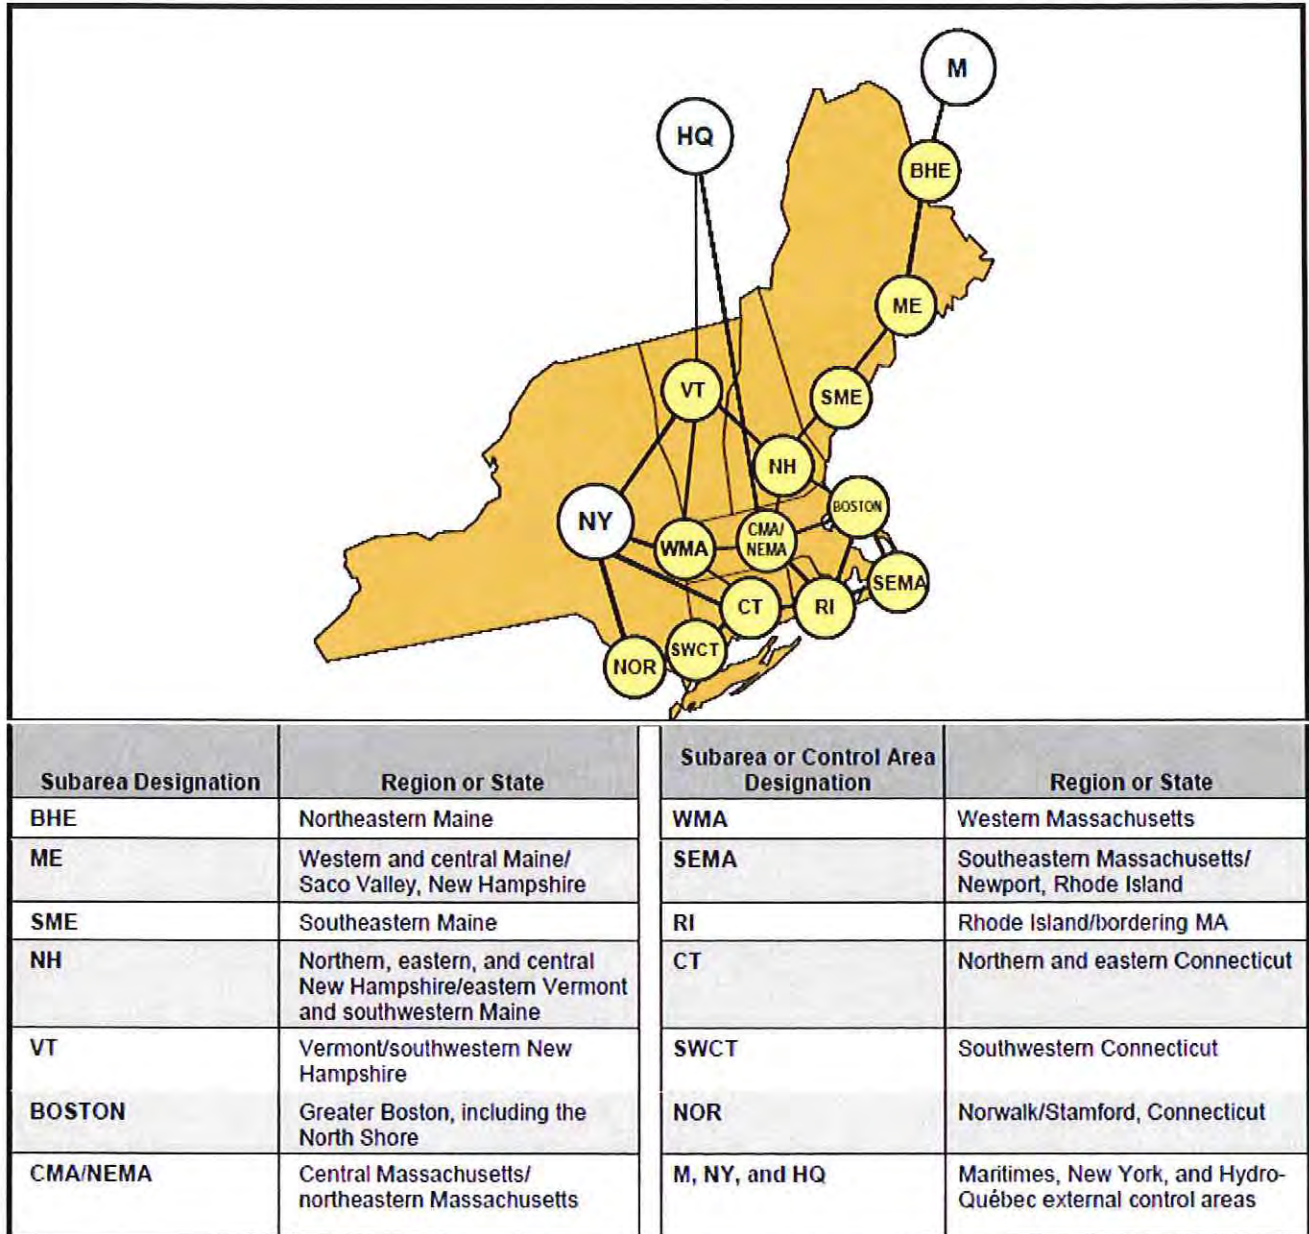 M
HQ
BHE
ME
VT
SME
NH
NY
BOSTON
WMA
CMA/
NEMA
SEMA
CT
RI
NOR
SWCT
Subarea Designation
Region or State
BHE
Northeastern Maine
ME
Western and central Maine/
Saco Valley, New Hampshire
SME
Southeastern Maine
NH
Northern, eastern, and central
New Hampshire/eastern Vermont
and southwestern Maine
VT
Vermont/southwestern New
Hampshire
BOSTON
Greater Boston, including the
North Shore
CMA/NEMA
Central Massachusetts/
northeastern Massachusetts
Subarea or Control Area
Designation
Region or State
WMA
Western Massachusetts
SEMA
Southeastern Massachusetts/
Newport, Rhode Island
RI
Rhode Island/bordering MA
CT
Northern and eastern Connecticut
SWCT
Southwestern Connecticut
NOR
Norwalk/Stamford, Connecticut
M, NY, and HQ
Maritimes, New York, and Hydro-
Québec external control areas